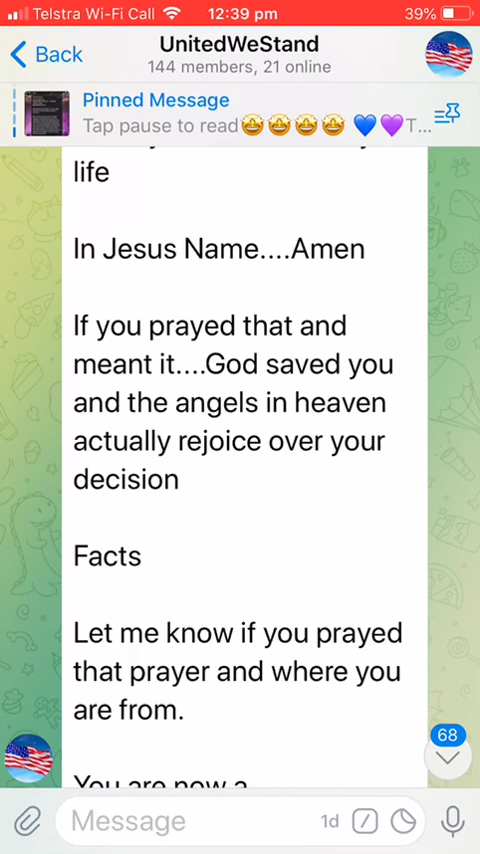 Telstra Wi-Fi Call 12:39 pm 39%
Back UnitedWeStand
144 members, 21 online
Pinned Message
Tap pause to read🤩🤩🤩🤩 💙💜T...
life
In Jesus Name....Amen
If you prayed that and
meant it....God saved you
and the angels in heaven
actually rejoice over your
decision
Facts
Let me know if you prayed
that prayer and where you
are from.
68
You are now a
Message 1d